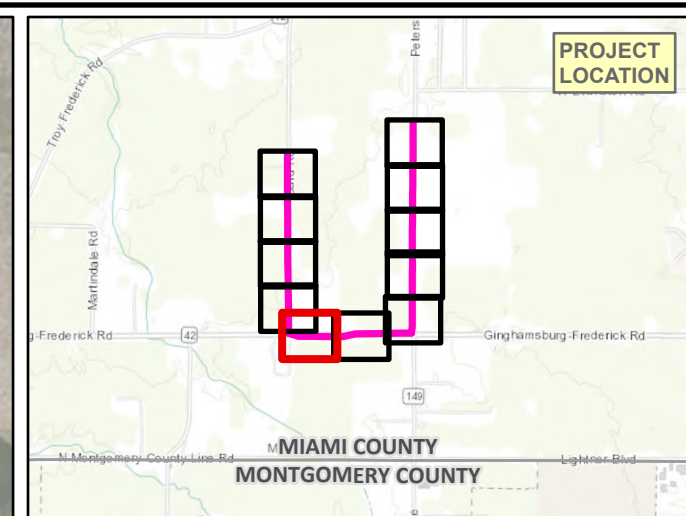 PROJECT
LOCATION
Troy Frederick Rd
Peters
Martindale Rd
g-Frederick Rd
42
Ginghamsburg-Frederick Rd
149
MIAMI COUNTY
N Montgomery County Line Rd
MONTGOMERY COUNTY
Lightner Blvd